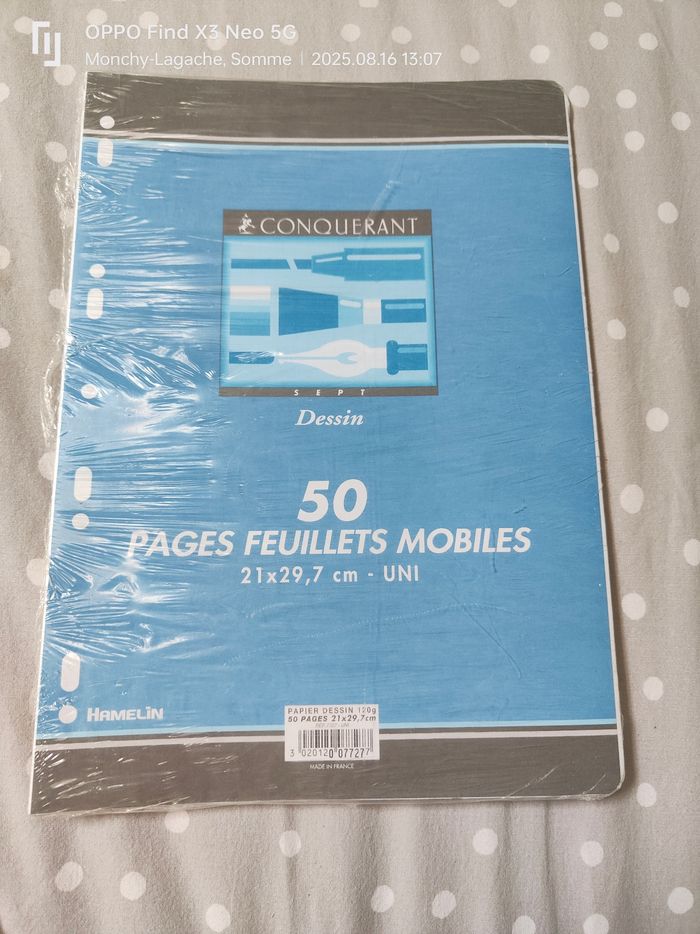 OPPO Find X3 Neo 5G
Monchy-Lagache, Somme | 2025.08.16 13:07
CONQUERANT
SEPT
Dessin
50
PAGES FEUILLETS MOBILES
21x29,7 cm - UNI
HAMELIN
PAPIER DESSIN 120g
50 PAGES 21x29,7cm
3 020120 077277
MADE IN FRANCE